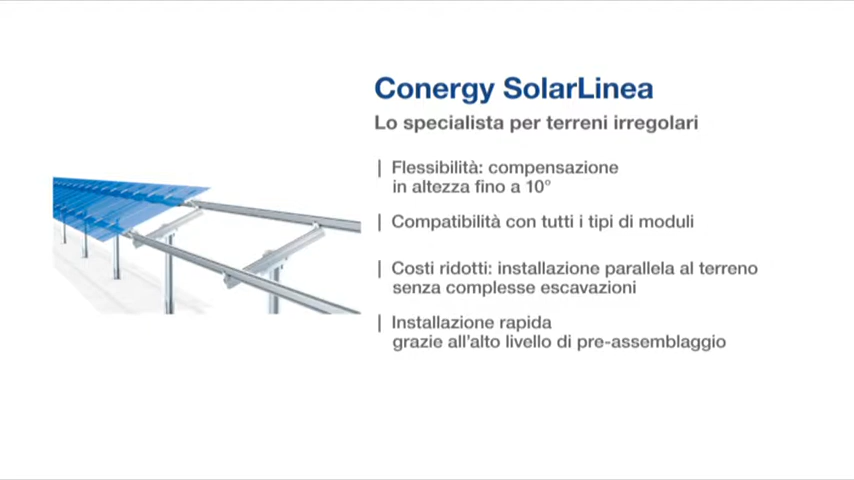 Conergy SolarLinea
Lo specialista per terreni irregolari
| Flessibilità: compensazione
in altezza fino a 10°
| Compatibilità con tutti i tipi di moduli
| Costi ridotti: installazione parallela al terreno
senza complesse escavazioni
| Installazione rapida
grazie all'alto livello di pre-assemblaggio